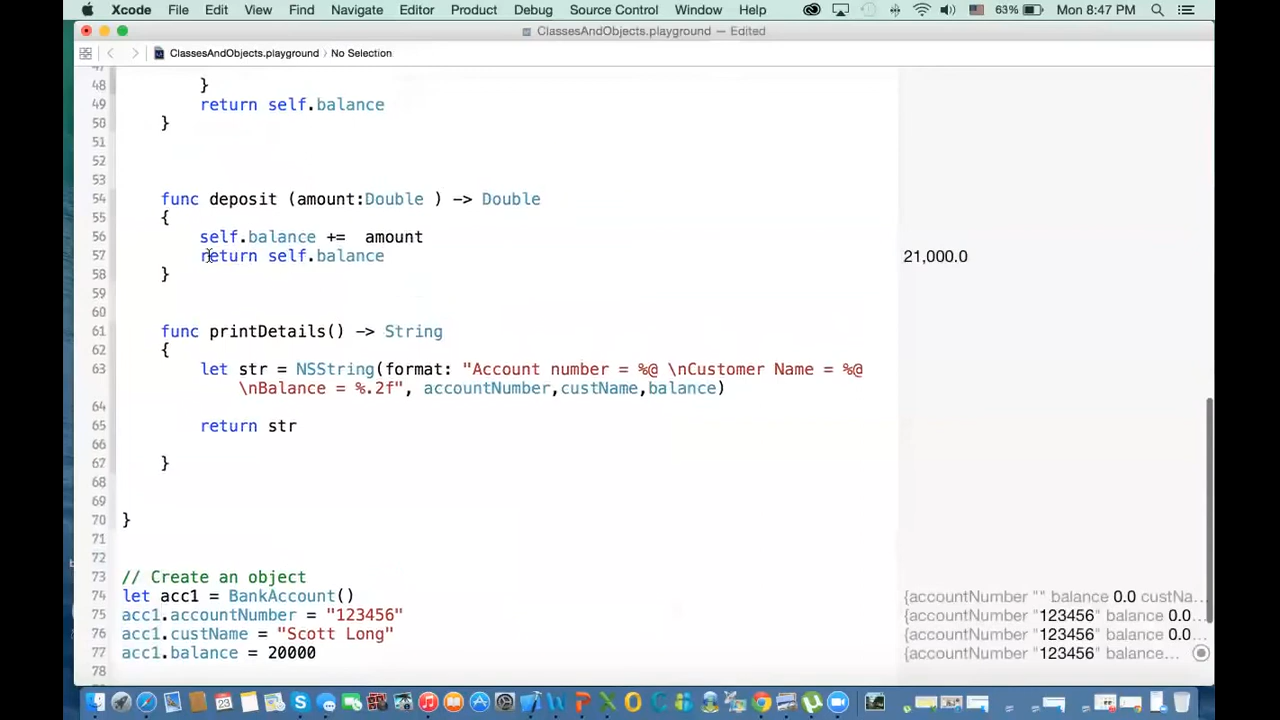 Xcode File Edit View Find Navigate Editor Product Debug Source Control Window Help 63% Mon 8:47 PM
ClassesAndObjects.playground — Edited
ClassesAndObjects.playground › No Selection
48 }
49 return self.balance
50 }
51
52
53
54 func deposit (amount:Double ) -> Double
55 {
56 self.balance += amount
57 return self.balance 21,000.0
58 }
59
60
61 func printDetails() -> String
62 {
63 let str = NSString(format: "Account number = %@ \nCustomer Name = %@
\nBalance = %.2f", accountNumber,custName,balance)
64
65 return str
66
67 }
68
69
70 }
71
72
73 // Create an object
74 let acc1 = BankAccount() {accountNumber "" balance 0.0 custNa...
75 acc1.accountNumber = "123456" {accountNumber "123456" balance 0.0...
76 acc1.custName = "Scott Long" {accountNumber "123456" balance 0.0...
77 acc1.balance = 20000 {accountNumber "123456" balance...
78